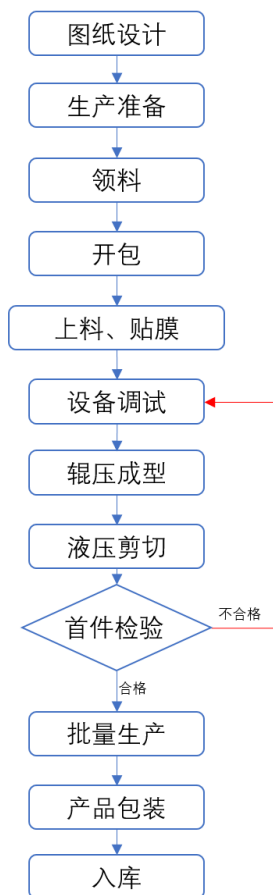 图纸设计
生产准备
领料
开包
上料、贴膜
设备调试
辊压成型
液压剪切
首件检验
不合格
合格
批量生产
产品包装
入库